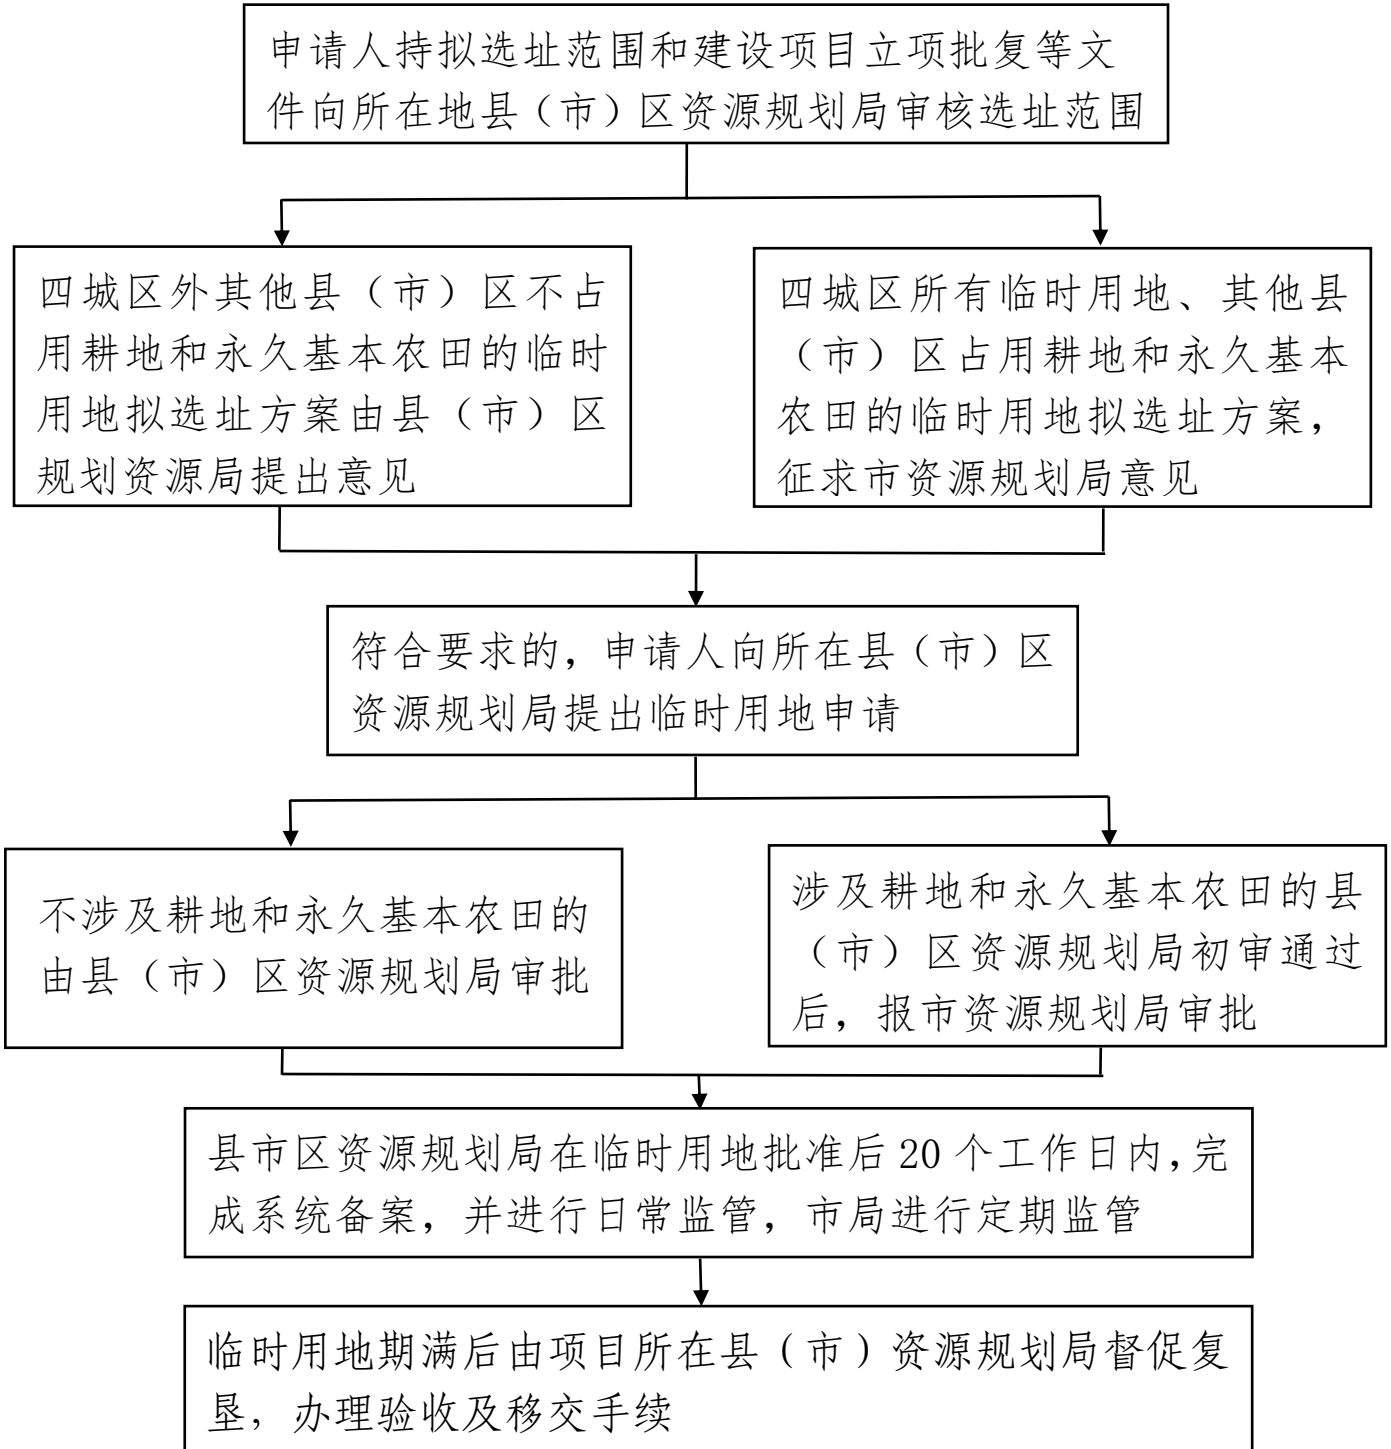 申请人持拟选址范围和建设项目立项批复等文
件向所在地县（市）区资源规划局审核选址范围
四城区外其他县（市）区不占
用耕地和永久基本农田的临时
用地拟选址方案由县（市）区
规划资源局提出意见
四城区所有临时用地、其他县
（市）区占用耕地和永久基本
农田的临时用地拟选址方案，
征求市资源规划局意见
符合要求的，申请人向所在县（市）区
资源规划局提出临时用地申请
不涉及耕地和永久基本农田的
由县（市）区资源规划局审批
涉及耕地和永久基本农田的县
（市）区资源规划局初审通过
后，报市资源规划局审批
县市区资源规划局在临时用地批准后 20 个工作日内，完
成系统备案，并进行日常监管，市局进行定期监管
临时用地期满后由项目所在县（市）资源规划局督促复
垦，办理验收及移交手续